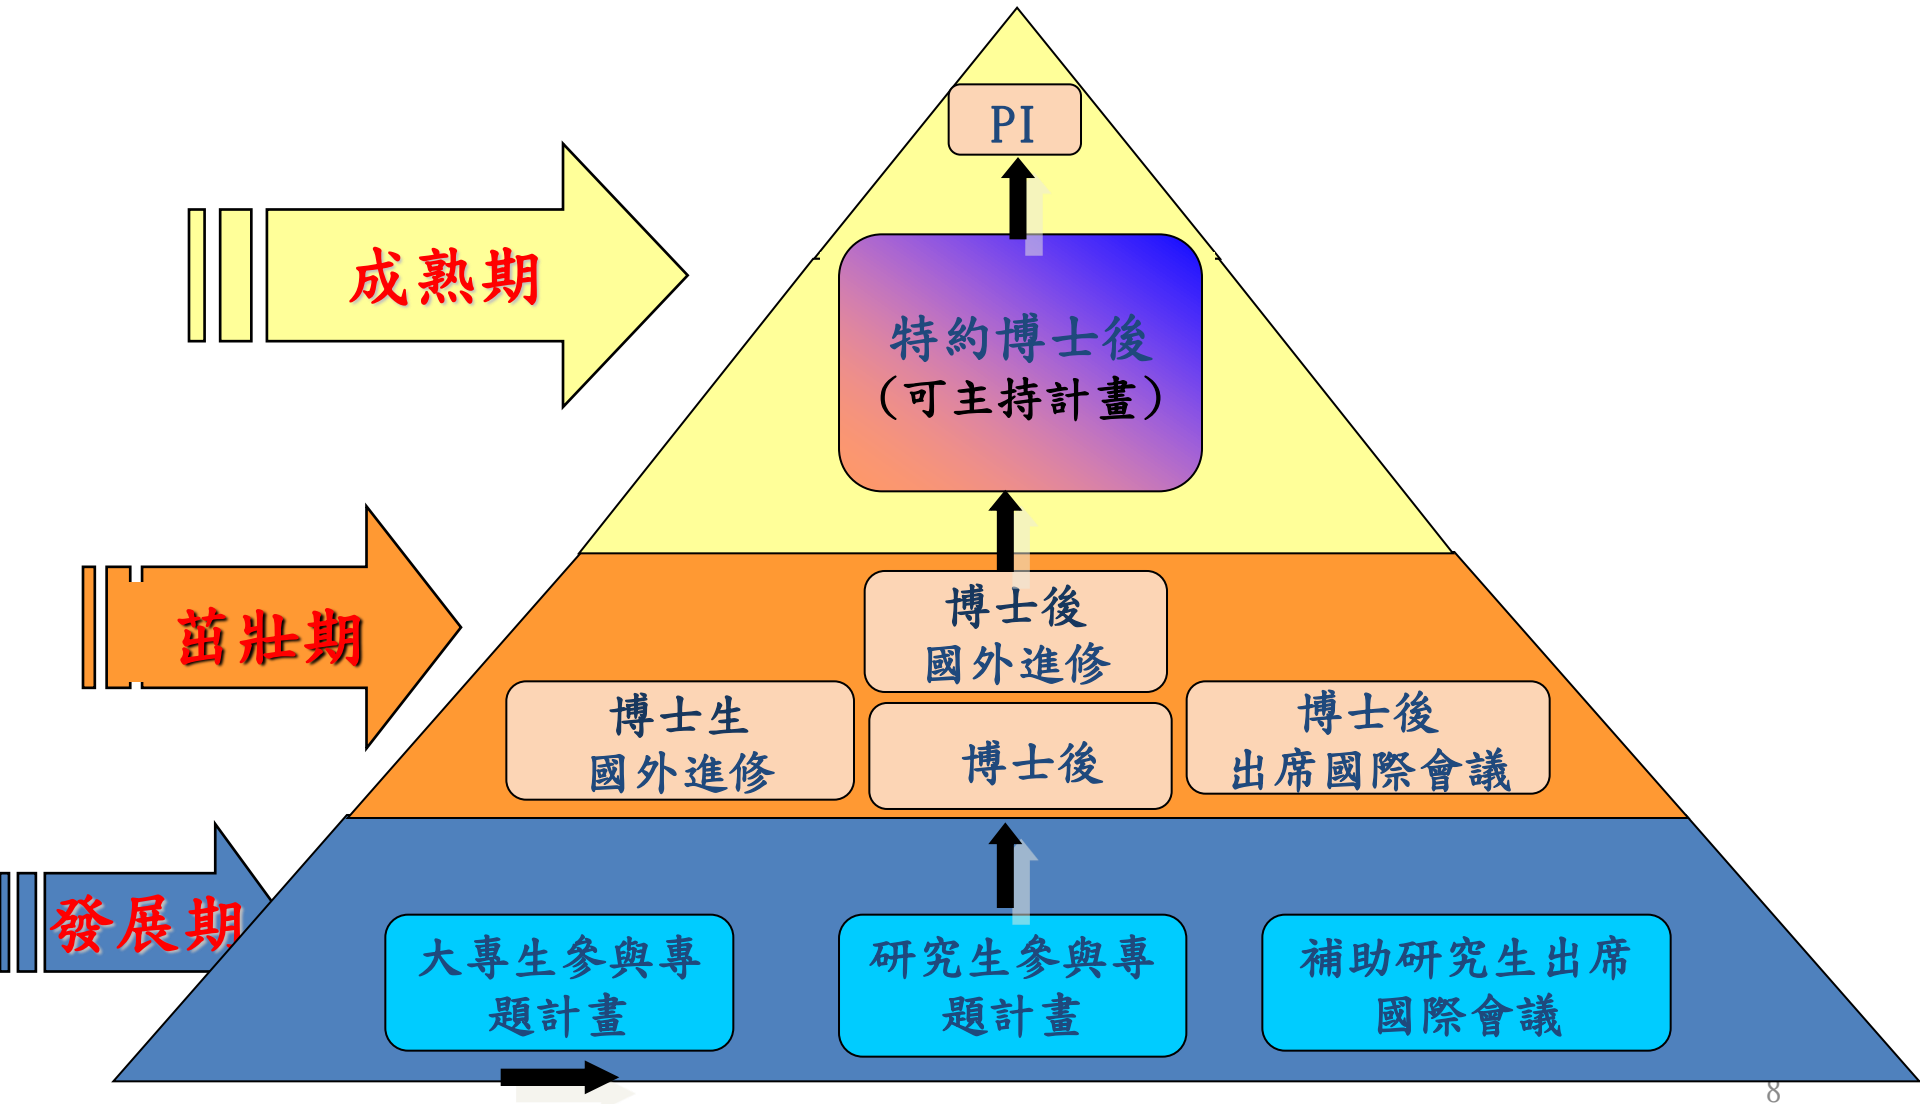 PI
成熟期
特約博士後
(可主持計畫)
茁壯期
博士後
國外進修
博士生
國外進修
博士後
博士後
出席國際會議
發展期
大專生參與專
題計畫
研究生參與專
題計畫
補助研究生出席
國際會議
8